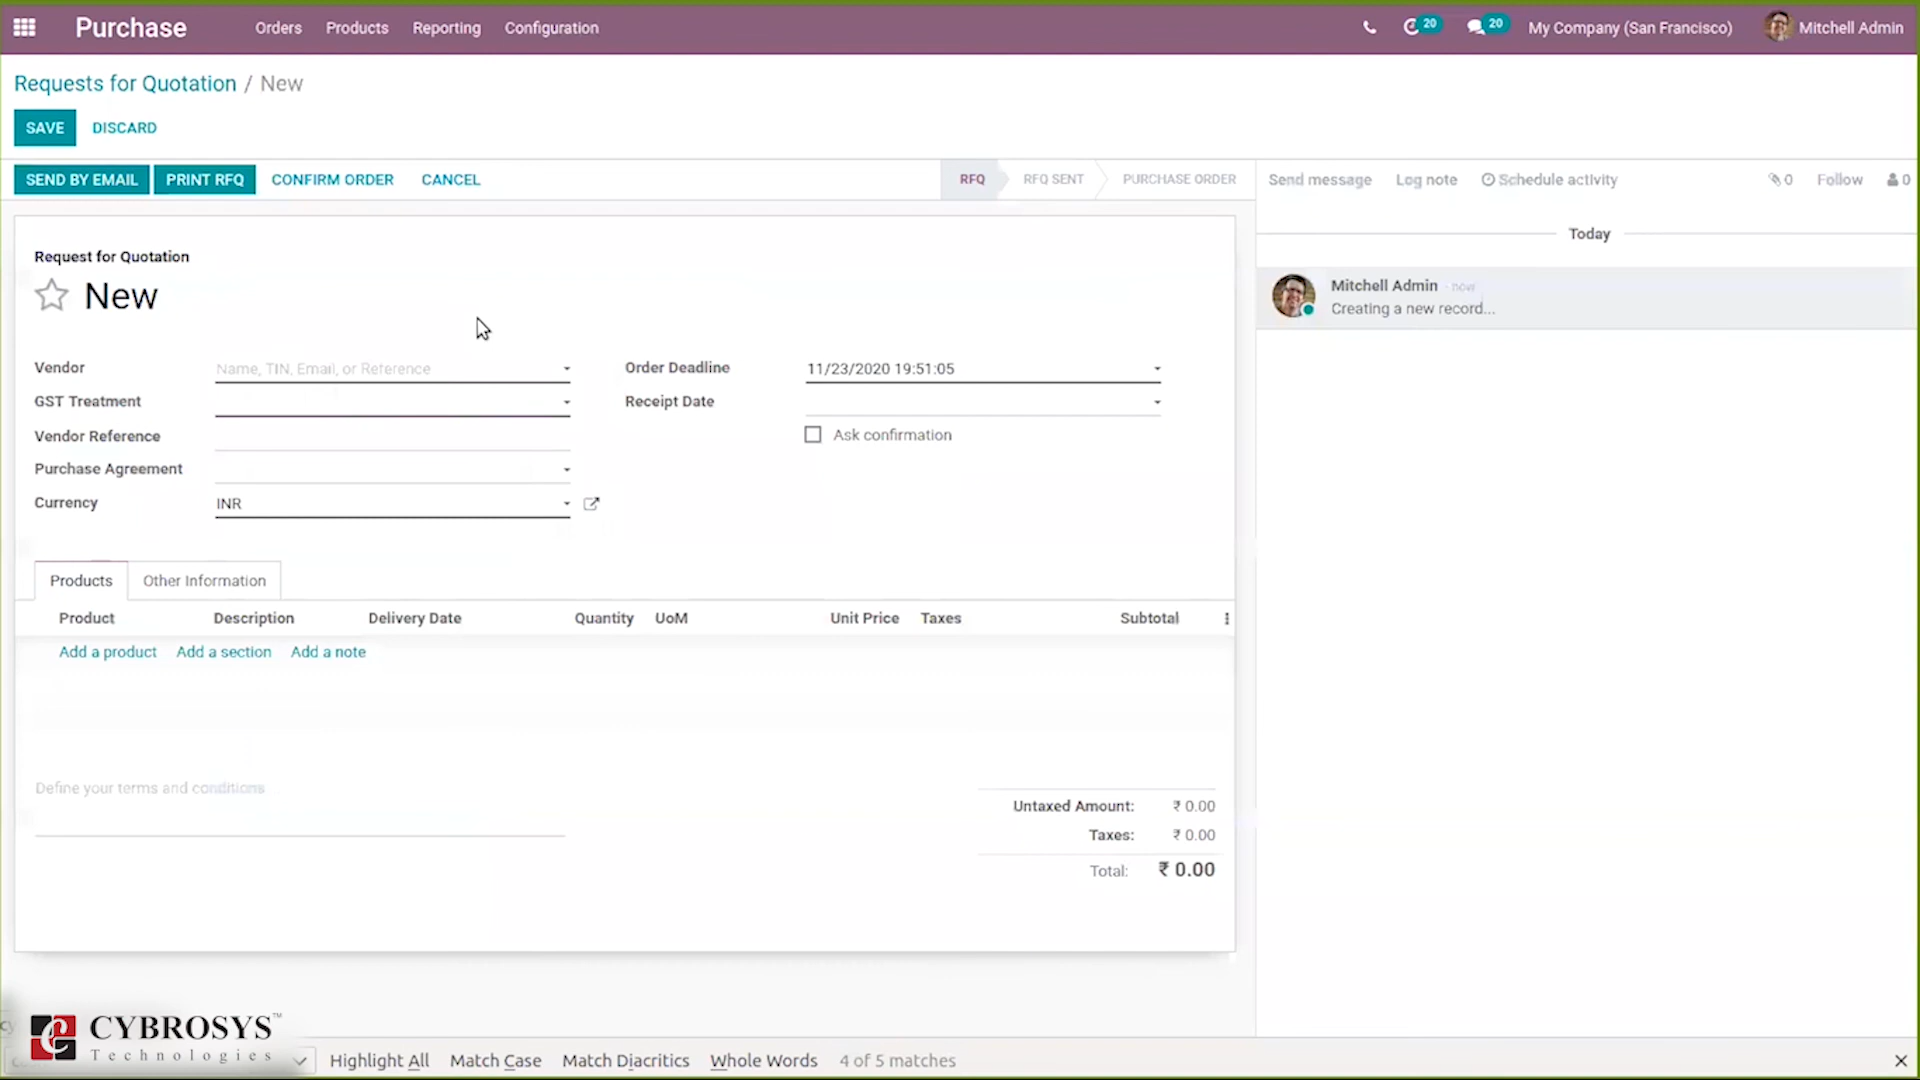 Purchase
Orders Products Reporting Configuration
20 20 My Company (San Francisco) Mitchell Admin
Requests for Quotation / New
SAVE DISCARD
SEND BY EMAIL PRINT RFQ CONFIRM ORDER CANCEL
RFQ RFQ SENT PURCHASE ORDER
Send message Log note Schedule activity 0 Follow 0
Request for Quotation
New
Today
Mitchell Admin - now
Creating a new record...
Vendor Name, TIN, Email, or Reference
Order Deadline 11/23/2020 19:51:05
GST Treatment
Receipt Date
Vendor Reference
Ask confirmation
Purchase Agreement
Currency INR
Products Other Information
Product Description Delivery Date Quantity UoM Unit Price Taxes Subtotal
Add a product Add a section Add a note
Define your terms and conditions
Untaxed Amount: ₹ 0.00
Taxes: ₹ 0.00
Total: ₹ 0.00
CYBROSYS™
Technologies
Highlight All Match Case Match Diacritics Whole Words 4 of 5 matches